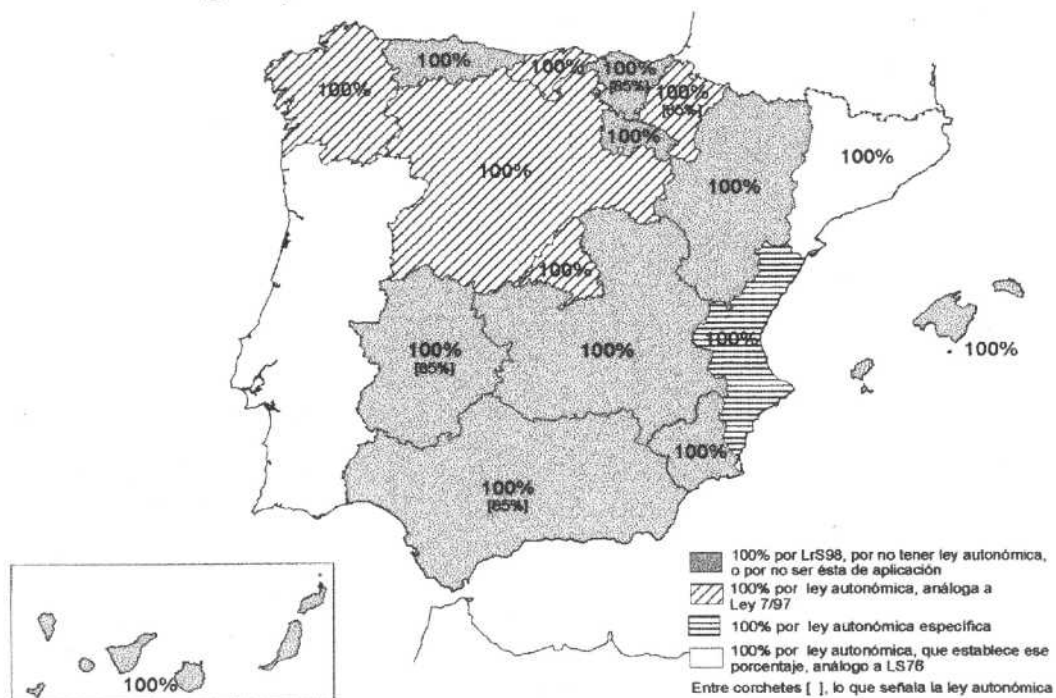 100%
100%
100%
100%
[85%]
100%
[85%]
100%
100%
100%
100%
100%
100%
100%
[85%]
100%
100%
100%
100%
100%
[85%]
100%
100% por LrS98, por no tener ley autonómica,
o por no ser ésta de aplicación
100% por ley autonómica, análoga a
Ley 7/97
100% por ley autonómica específica
100% por ley autonómica, que establece ese
porcentaje, análogo a LS76
Entre corchetes [ ], lo que señala la ley autonómica